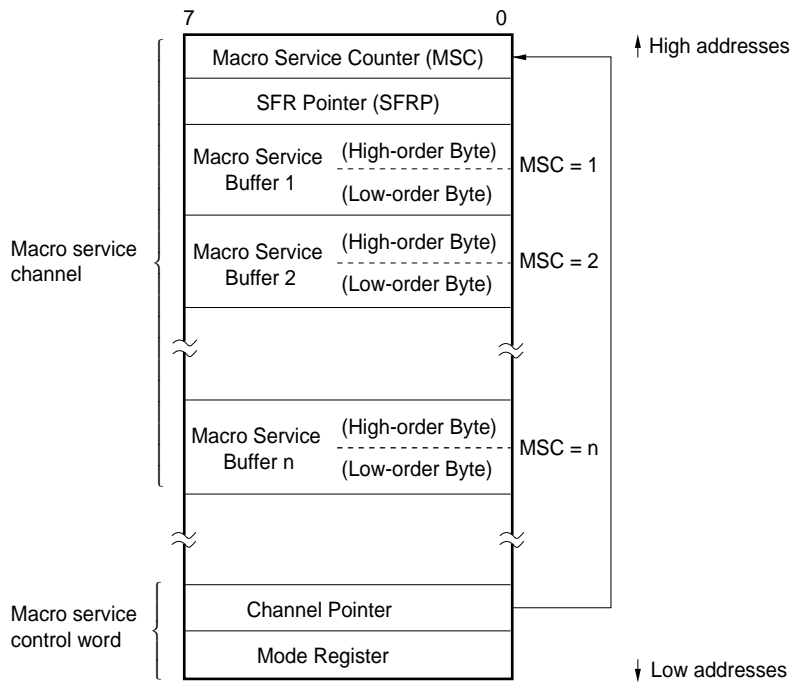 7 0
Macro Service Counter (MSC)
High addresses
SFR Pointer (SFRP)
Macro Service
Buffer 1
(High-order Byte)
(Low-order Byte)
MSC = 1
Macro service
channel
Macro Service
Buffer 2
(High-order Byte)
(Low-order Byte)
MSC = 2
Macro Service
Buffer n
(High-order Byte)
(Low-order Byte)
MSC = n
Macro service
control word
Channel Pointer
Mode Register
Low addresses